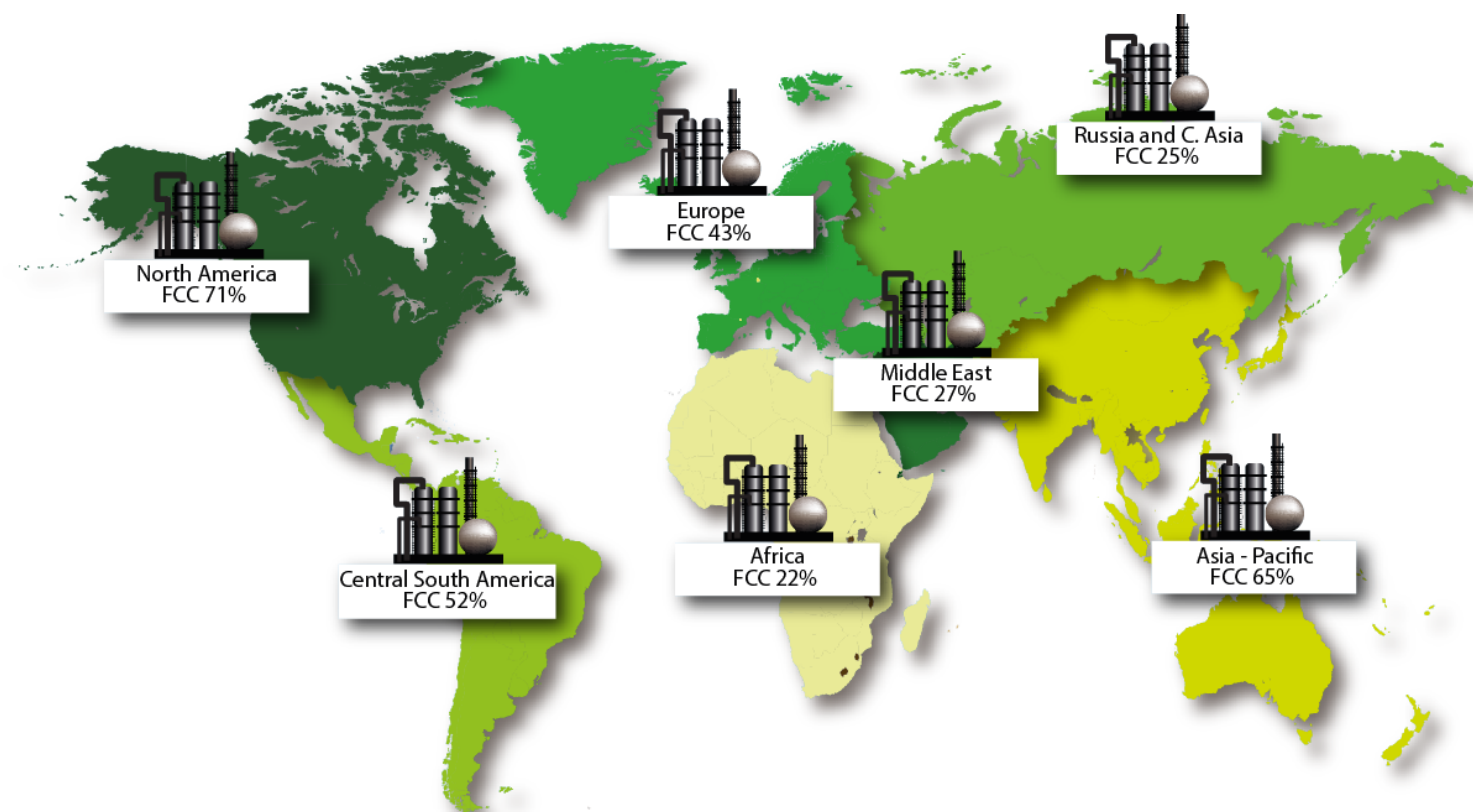 Russia and C. Asia
FCC 25%
Europe
FCC 43%
North America
FCC 71%
Middle East
FCC 27%
Africa
FCC 22%
Asia - Pacific
FCC 65%
Central South America
FCC 52%